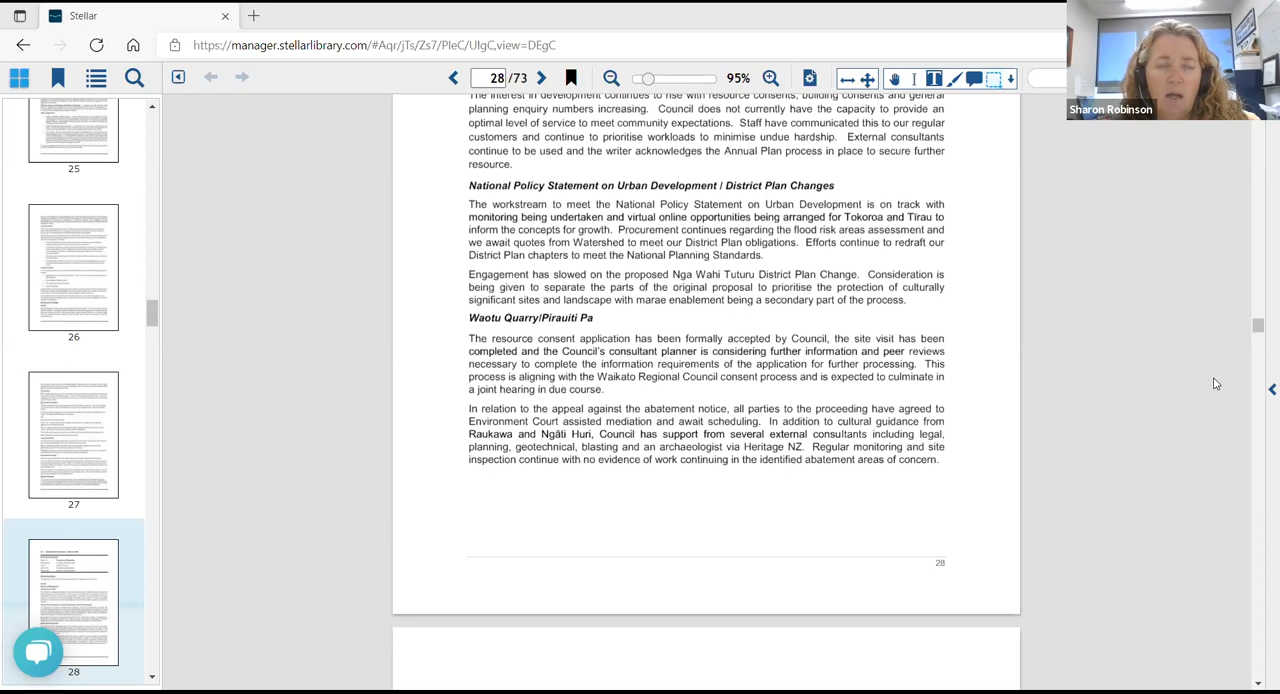 Stellar
https://manager.stellarlibrary.com/#Aqr/jTs/Zs7/PleC/UIgC,view=DEgC
28 /73
95%
Sharon Robinson
The interest in development continues to rise with resource consents, building consents and general
planning enquiry numbers increasing. Council does not currently have the capacity to provide an
optimal level of service to meet community expectations. Staff have communicated this to our regular
customers and continue to prioritise workloads to minimise undue hardship. External consultants
continue to be used and the writer acknowledges the Annual Plan process in place to secure further
resource.
National Policy Statement on Urban Development / District Plan Changes
The workstream to meet the National Policy Statement on Urban Development is on track with
monitoring being undertaken and virtual online opportunities being arranged for Tokoroa and Tīrau to
inform the concepts for growth. Procurement continues regarding the flood risk areas assessment and
work on quotes from Watershed to meet our District Plan obligations. Efforts continue to redraft our
District Plan chapters to meet the National Planning Standards.
Engagement has slowed on the proposed Nga Wahi Tuturu District Plan Change. Consideration is
being given to separate the parts of the original proposal to prioritise the protection of culturally
significant sites and landscape with marae enablement being a secondary part of the process.
Waotu Quarry/Pirauiti Pa
The resource consent application has been formally accepted by Council, the site visit has been
completed and the Council's consultant planner is considering further information and peer reviews
necessary to complete the information requirements of the application for further processing. This
process is aligning with the Waikato Regional Council consent process and is expected to culminate in
a joint hearing in due course.
In relation to the appeal against the abatement notice, all parties to the proceeding have agreed to
Environment Court assisted mediation and await scheduling. In addition to cultural guidance from
Raukawa and Ngāti Huri, Council has support from several external consultants including legal,
planning, geotechnical, blasting and an archaeologist via Heritage NZ. Regular monitoring and site
inspection continue with no evidence of work continuing in the identified abatement areas of concern.
28
25
26
27
28